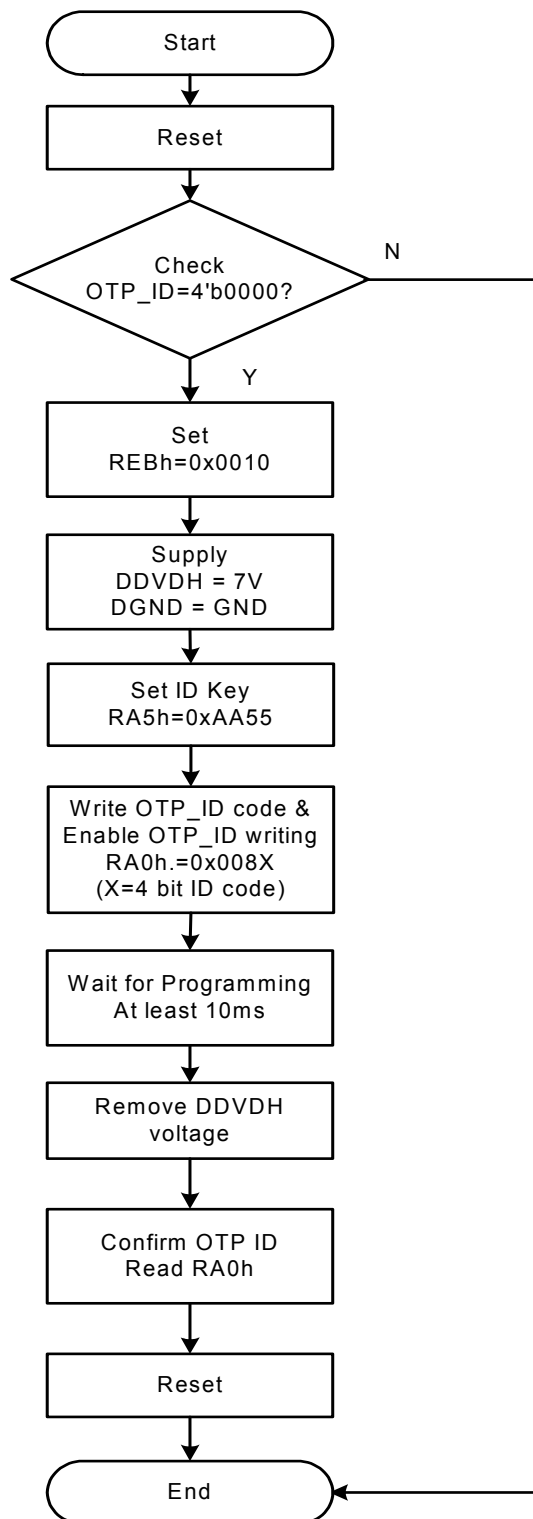 Start
Reset
Check
OTP_ID=4'b0000?
N
Y
Set
REBh=0x0010
Supply
DDVDH = 7V
DGND = GND
Set ID Key
RA5h=0xAA55
Write OTP_ID code &
Enable OTP_ID writing
RA0h.=0x008X
(X=4 bit ID code)
Wait for Programming
At least 10ms
Remove DDVDH
voltage
Confirm OTP ID
Read RA0h
Reset
End